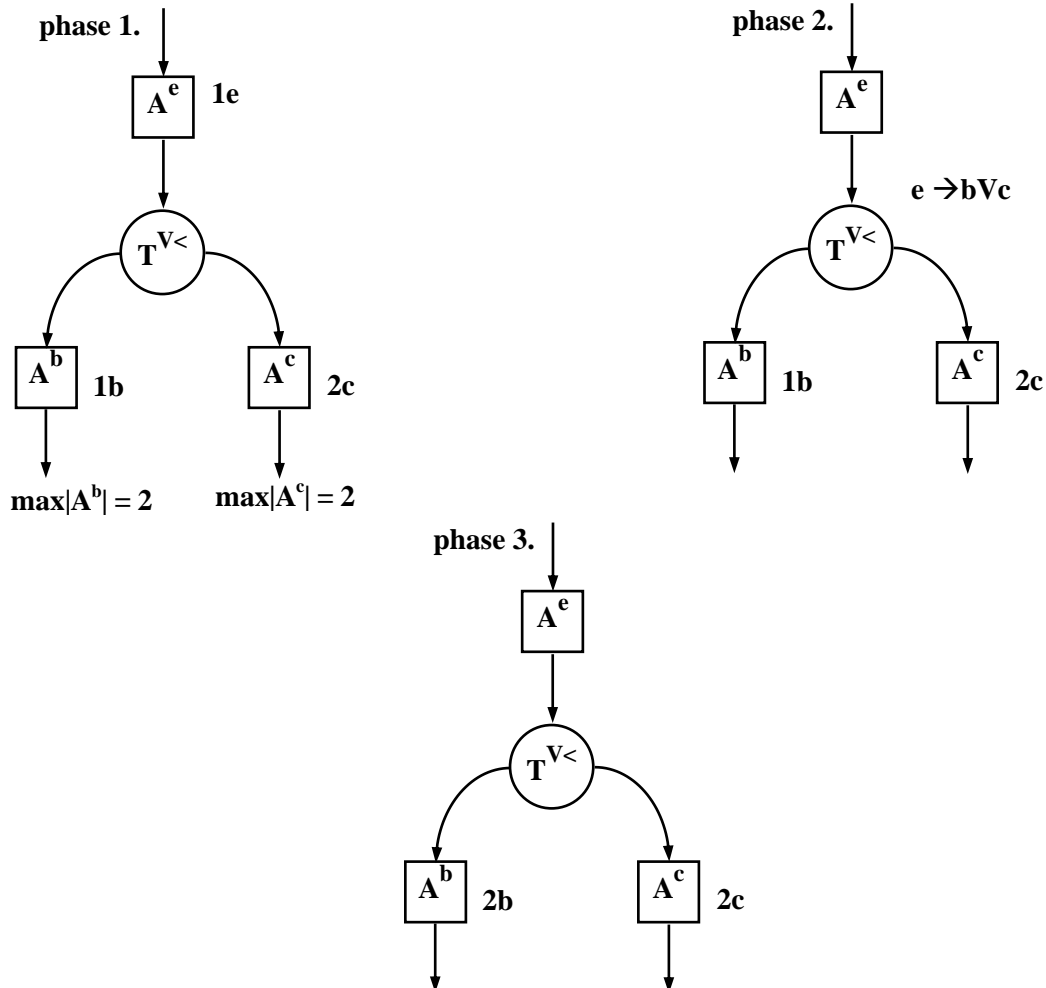 phase 1.
A^e 1e
T^V<
A^b 1b A^c 2c
max|A^b| = 2 max|A^c| = 2
phase 2.
A^e
e →bVc
T^V<
A^b 1b A^c 2c
phase 3.
A^e
T^V<
A^b 2b A^c 2c